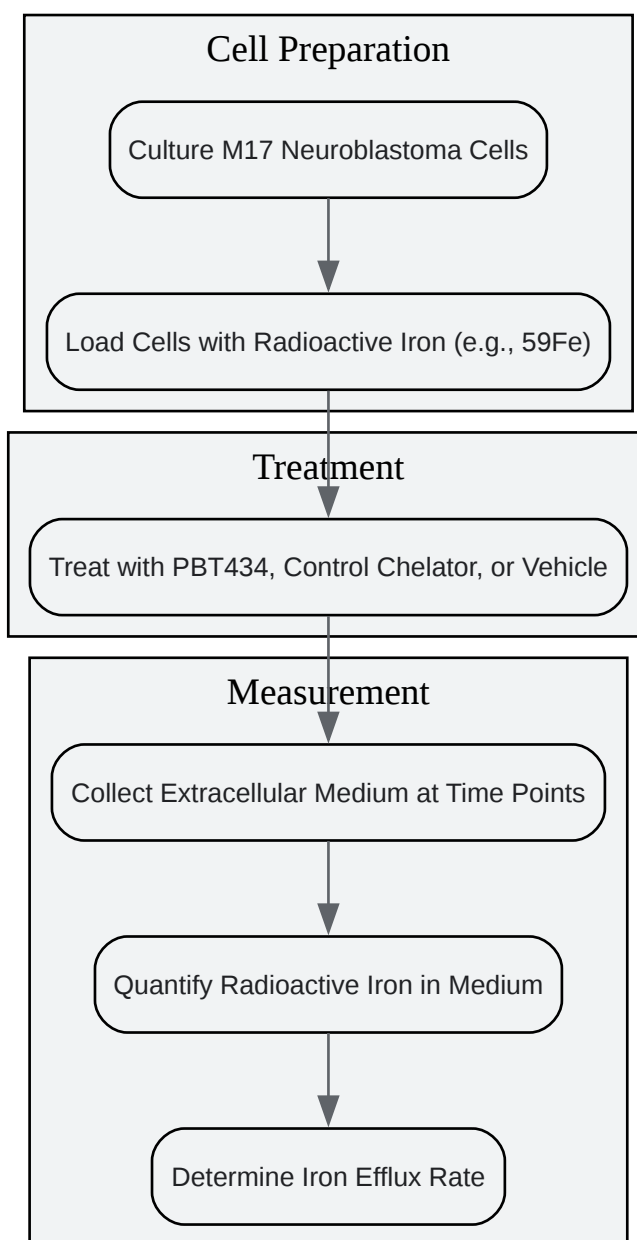 Cell Preparation
Culture M17 Neuroblastoma Cells
Load Cells with Radioactive Iron (e.g., 59Fe)
Treatment
Treat with PBT434, Control Chelator, or Vehicle
Measurement
Collect Extracellular Medium at Time Points
Quantify Radioactive Iron in Medium
Determine Iron Efflux Rate